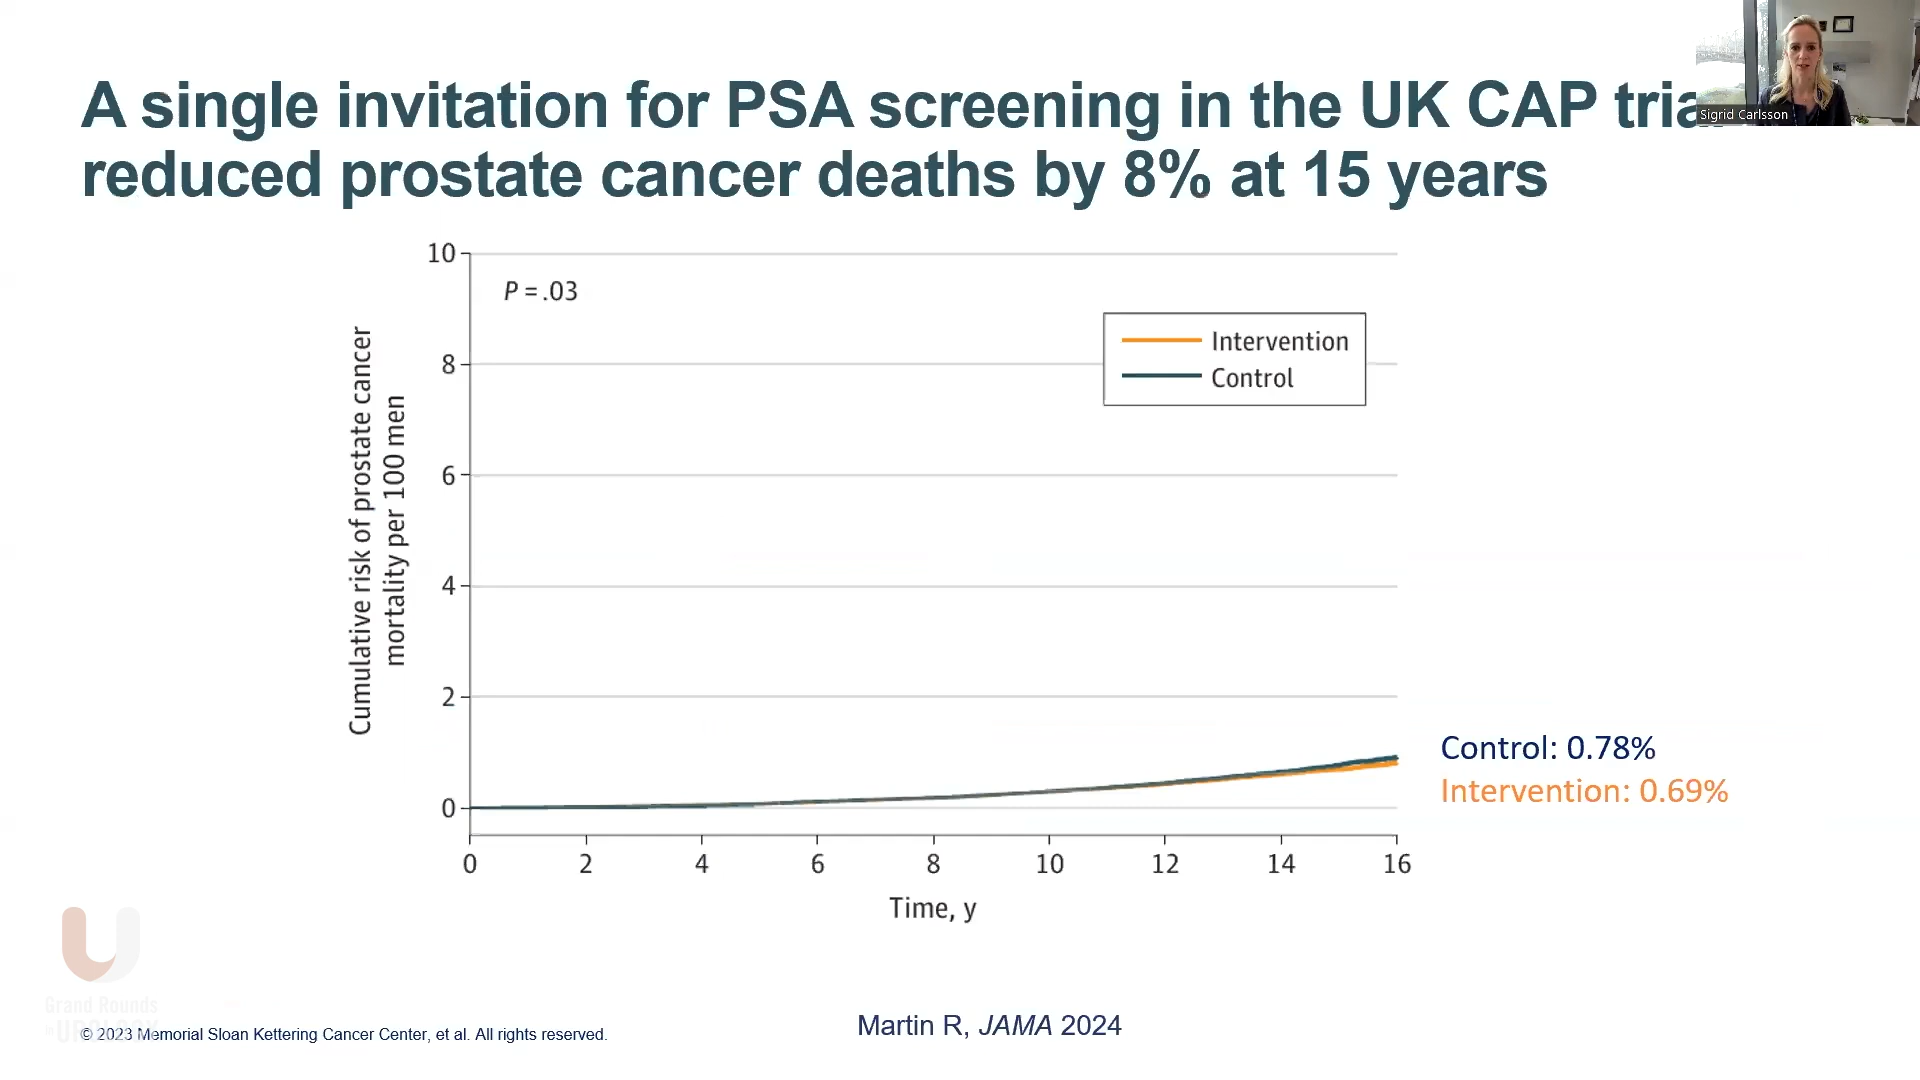 A single invitation for PSA screening in the UK CAP tria
reduced prostate cancer deaths by 8% at 15 years
Sigrid Carlsson
10
8
6
4
2
0
P = .03
Intervention
Control
Cumulative risk of prostate cancer
mortality per 100 men
Control: 0.78%
Intervention: 0.69%
0 2 4 6 8 10 12 14 16
Time, y
Grand Rounds
© 2023 Memorial Sloan Kettering Cancer Center, et al. All rights reserved.
Martin R, JAMA 2024